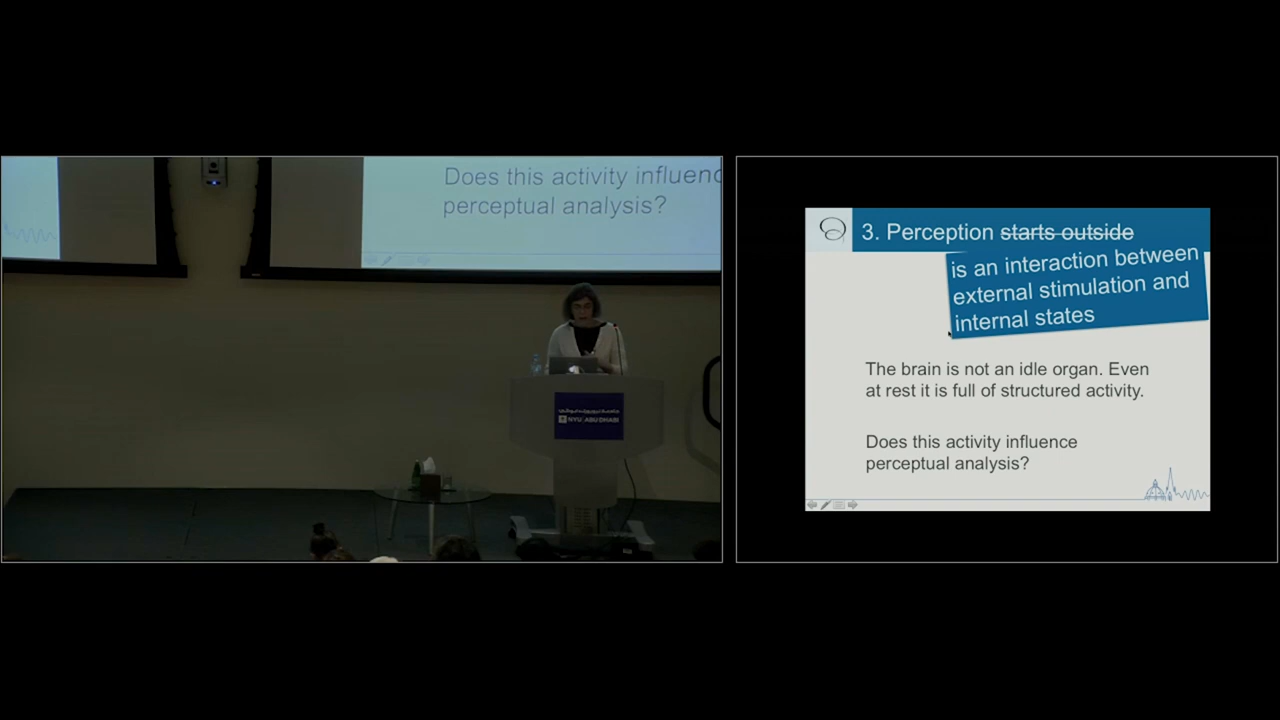 Does this activity influenc
perceptual analysis?
NYU ABU DHABI
3. Perception starts outside
is an interaction between
external stimulation and
internal states
The brain is not an idle organ. Even
at rest it is full of structured activity.
Does this activity influence
perceptual analysis?